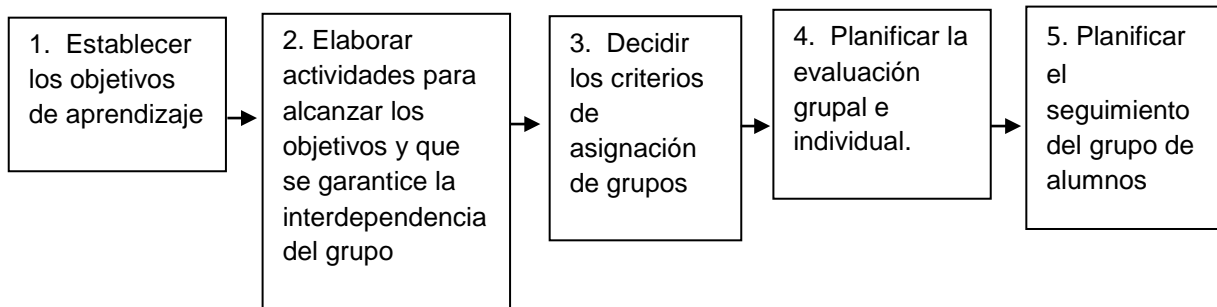 1. Establecer
los objetivos
de aprendizaje
2. Elaborar
actividades para
alcanzar los
objetivos y que
se garantice la
interdependencia
del grupo
3. Decidir
los criterios
de
asignación
de grupos
4. Planificar la
evaluación
grupal e
individual.
5. Planificar
el
seguimiento
del grupo de
alumnos